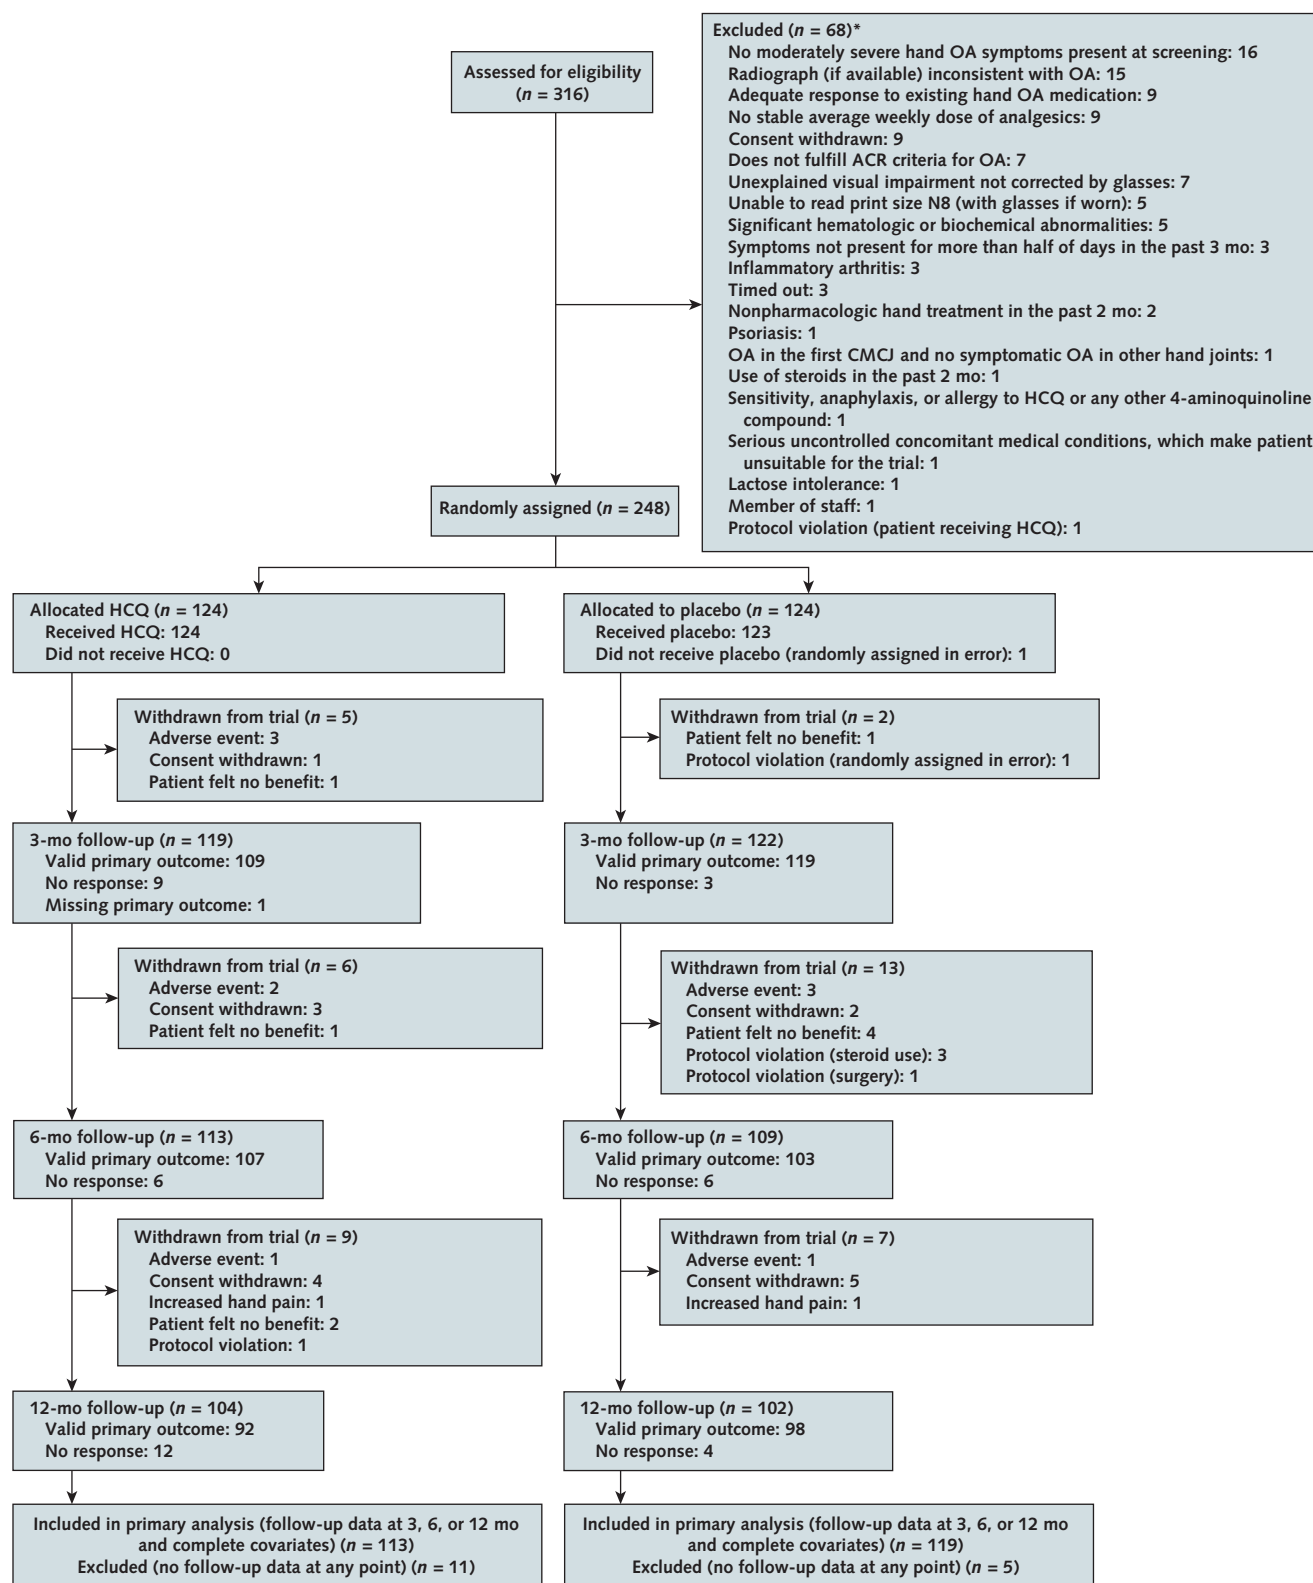 Assessed for eligibility
(n = 316)
Excluded (n = 68)*
No moderately severe hand OA symptoms present at screening: 16
Radiograph (if available) inconsistent with OA: 15
Adequate response to existing hand OA medication: 9
No stable average weekly dose of analgesics: 9
Consent withdrawn: 9
Does not fulfill ACR criteria for OA: 7
Unexplained visual impairment not corrected by glasses: 7
Unable to read print size N8 (with glasses if worn): 5
Significant hematologic or biochemical abnormalities: 5
Symptoms not present for more than half of days in the past 3 mo: 3
Inflammatory arthritis: 3
Timed out: 3
Nonpharmacologic hand treatment in the past 2 mo: 2
Psoriasis: 1
OA in the first CMCJ and no symptomatic OA in other hand joints: 1
Use of steroids in the past 2 mo: 1
Sensitivity, anaphylaxis, or allergy to HCQ or any other 4-aminoquinoline
compound: 1
Serious uncontrolled concomitant medical conditions, which make patient
unsuitable for the trial: 1
Lactose intolerance: 1
Member of staff: 1
Protocol violation (patient receiving HCQ): 1
Randomly assigned (n = 248)
Allocated HCQ (n = 124)
Received HCQ: 124
Did not receive HCQ: 0
Allocated to placebo (n = 124)
Received placebo: 123
Did not receive placebo (randomly assigned in error): 1
Withdrawn from trial (n = 5)
Adverse event: 3
Consent withdrawn: 1
Patient felt no benefit: 1
Withdrawn from trial (n = 2)
Patient felt no benefit: 1
Protocol violation (randomly assigned in error): 1
3-mo follow-up (n = 119)
Valid primary outcome: 109
No response: 9
Missing primary outcome: 1
3-mo follow-up (n = 122)
Valid primary outcome: 119
No response: 3
Withdrawn from trial (n = 6)
Adverse event: 2
Consent withdrawn: 3
Patient felt no benefit: 1
Withdrawn from trial (n = 13)
Adverse event: 3
Consent withdrawn: 2
Patient felt no benefit: 4
Protocol violation (steroid use): 3
Protocol violation (surgery): 1
6-mo follow-up (n = 113)
Valid primary outcome: 107
No response: 6
6-mo follow-up (n = 109)
Valid primary outcome: 103
No response: 6
Withdrawn from trial (n = 9)
Adverse event: 1
Consent withdrawn: 4
Increased hand pain: 1
Patient felt no benefit: 2
Protocol violation: 1
Withdrawn from trial (n = 7)
Adverse event: 1
Consent withdrawn: 5
Increased hand pain: 1
12-mo follow-up (n = 104)
Valid primary outcome: 92
No response: 12
12-mo follow-up (n = 102)
Valid primary outcome: 98
No response: 4
Included in primary analysis (follow-up data at 3, 6, or 12 mo
and complete covariates) (n = 113)
Excluded (no follow-up data at any point) (n = 11)
Included in primary analysis (follow-up data at 3, 6, or 12 mo
and complete covariates) (n = 119)
Excluded (no follow-up data at any point) (n = 5)